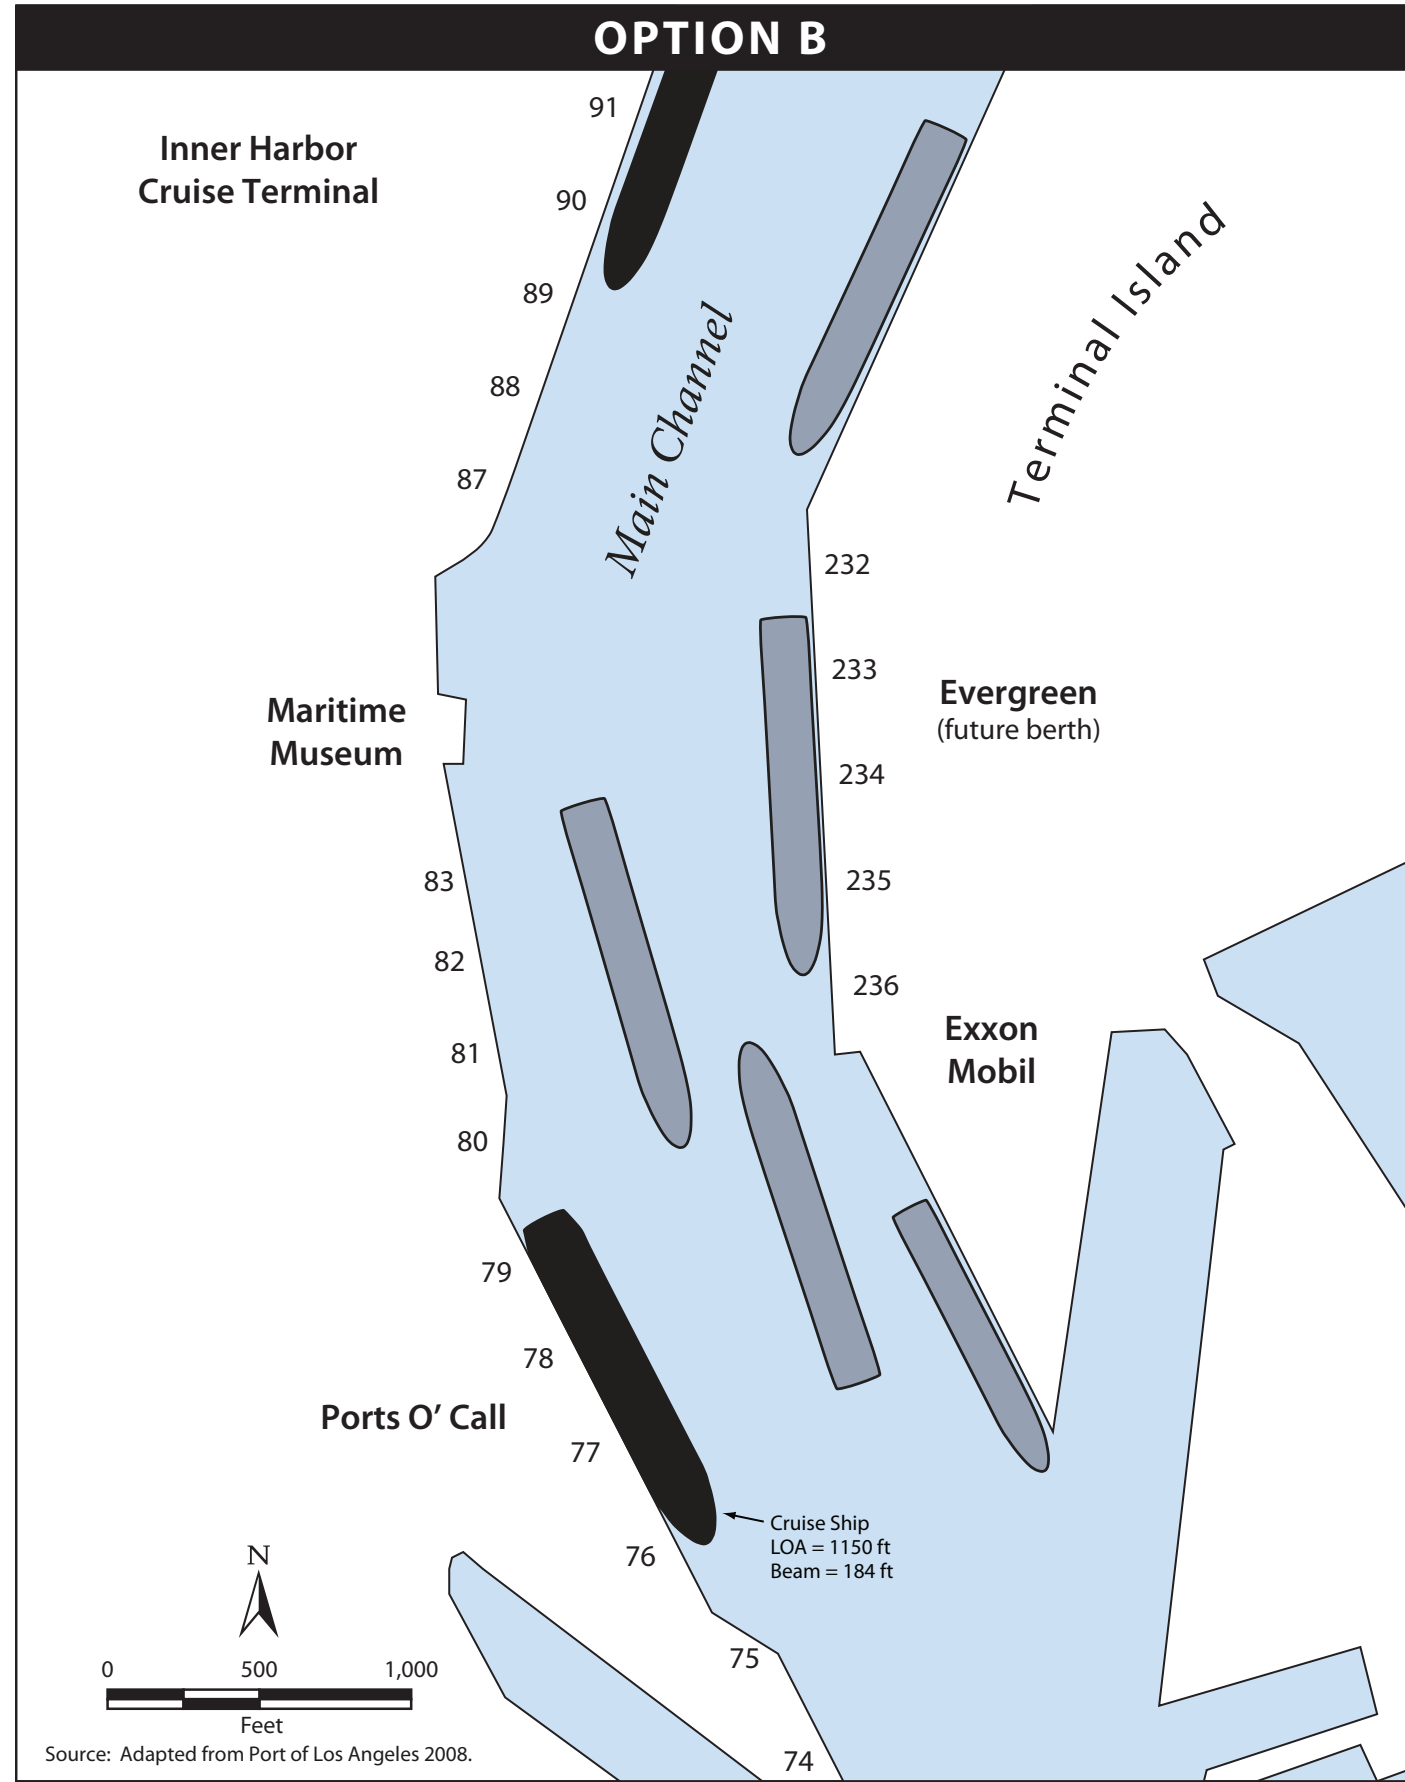 OPTION B
91
Inner Harbor
Cruise Terminal
90
Terminal Island
89
Main Channel
88
87
232
233
Evergreen
(future berth)
Maritime
Museum
234
83
235
82
236
Exxon
Mobil
81
80
79
78
Ports O’ Call
77
Cruise Ship
LOA = 1150 ft
Beam = 184 ft
76
N
75
0 500 1,000
Feet
Source: Adapted from Port of Los Angeles 2008.
74